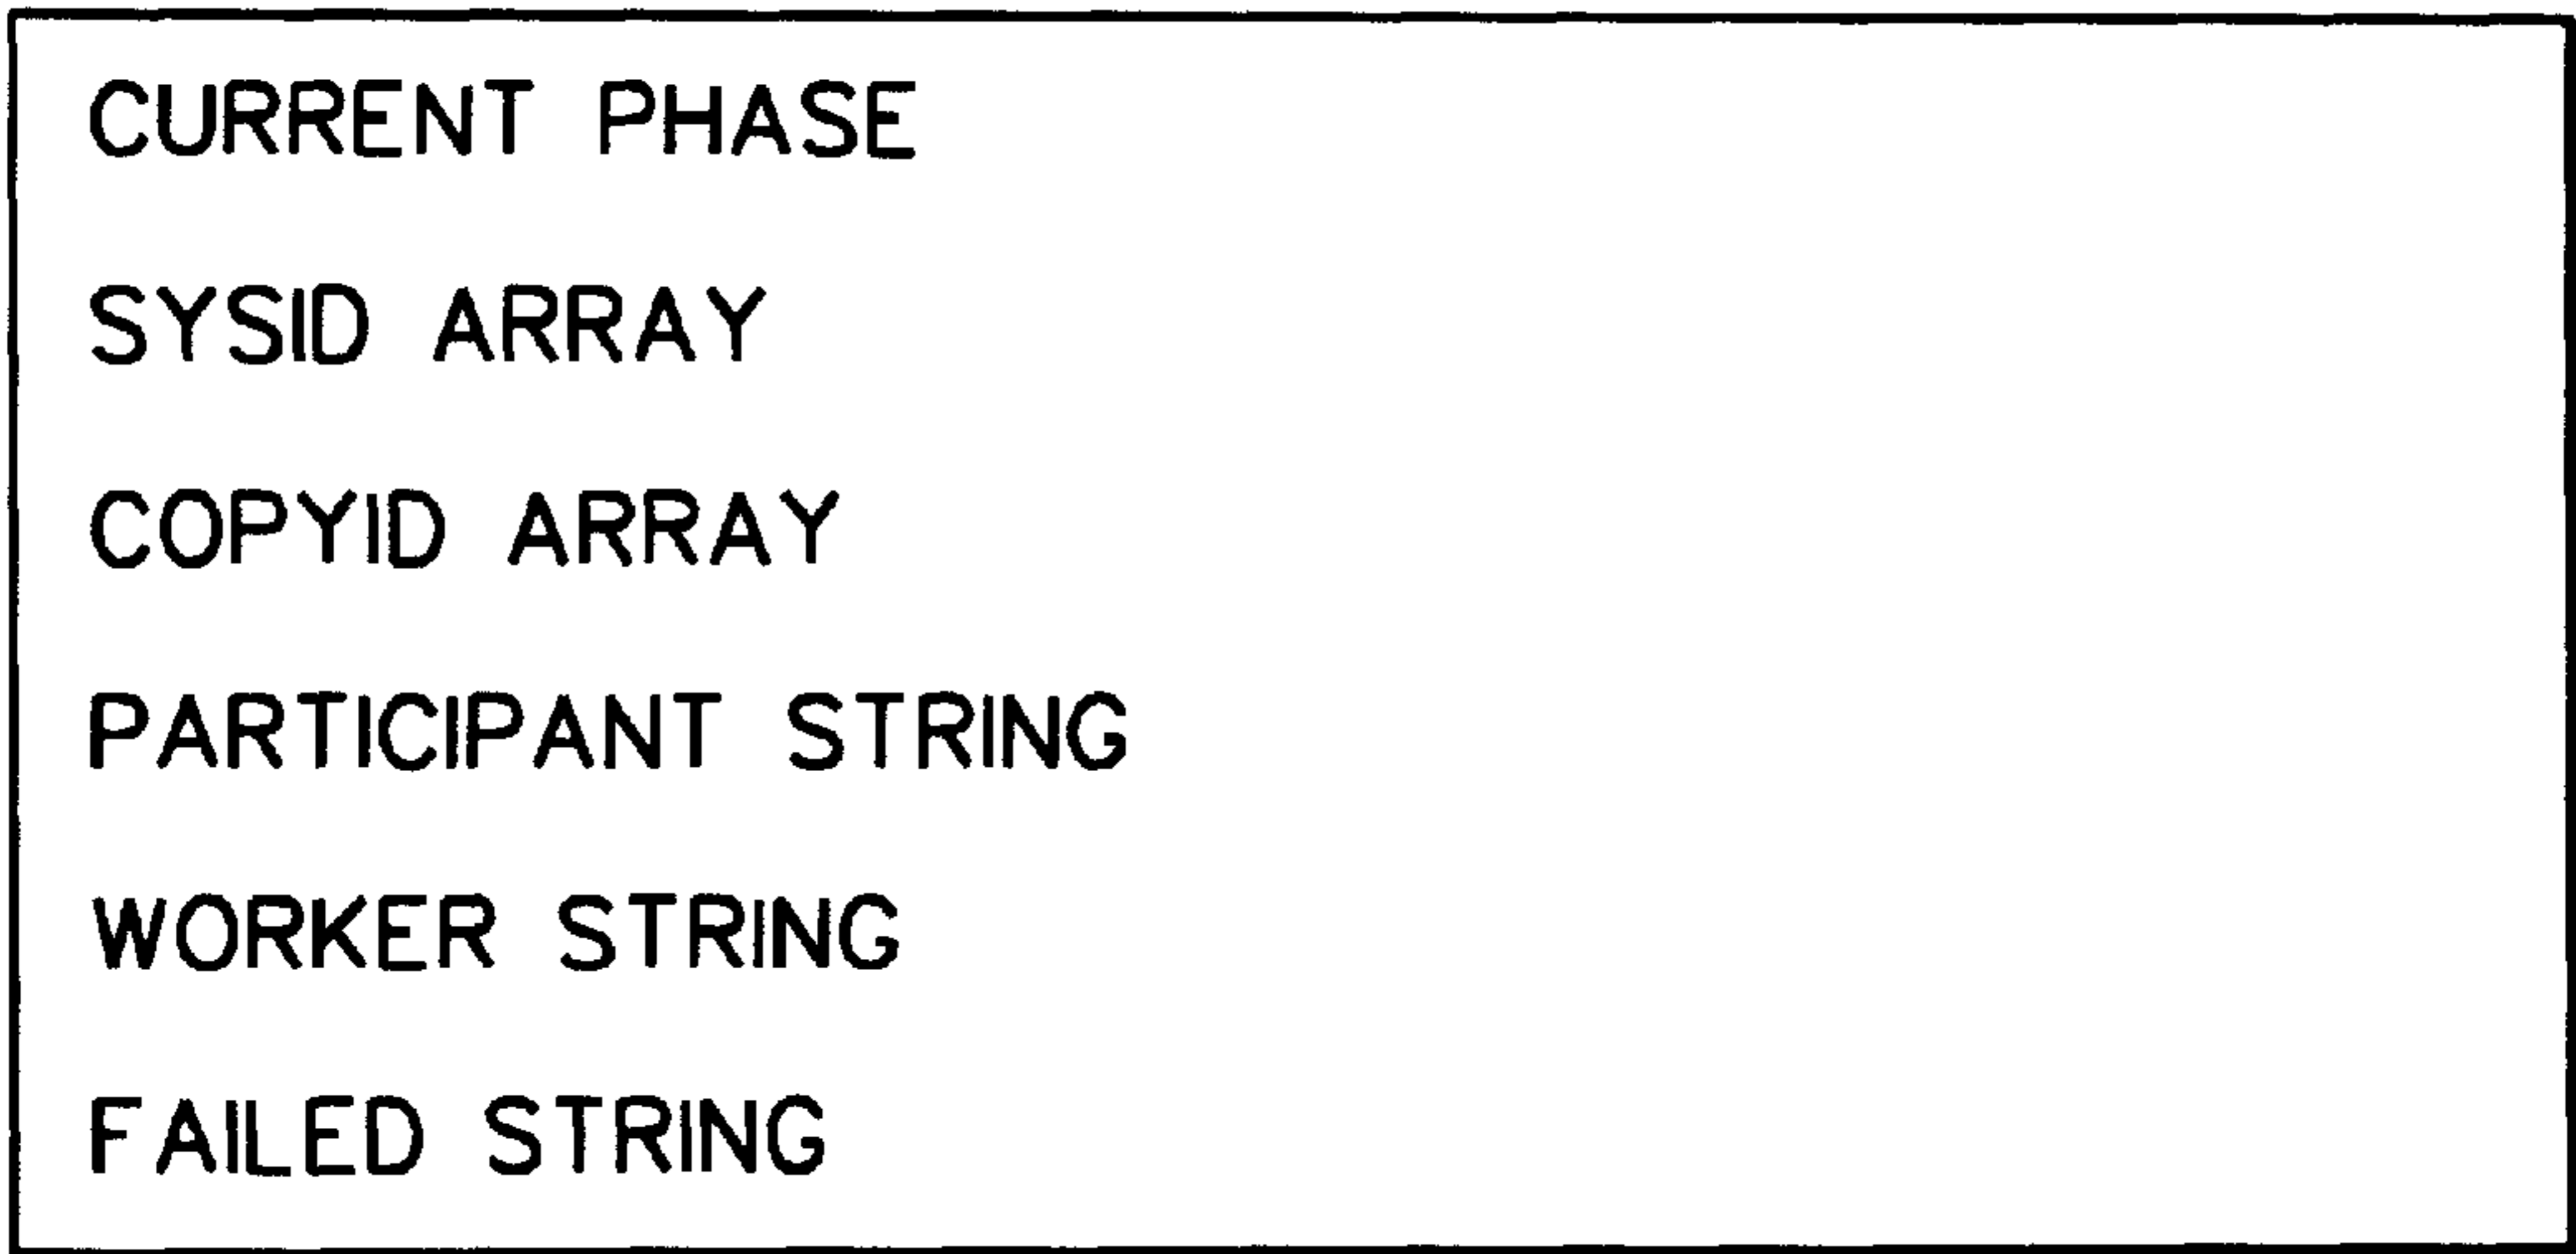 CURRENT PHASE
SYSID ARRAY
COPYID ARRAY
PARTICIPANT STRING
WORKER STRING
FAILED STRING